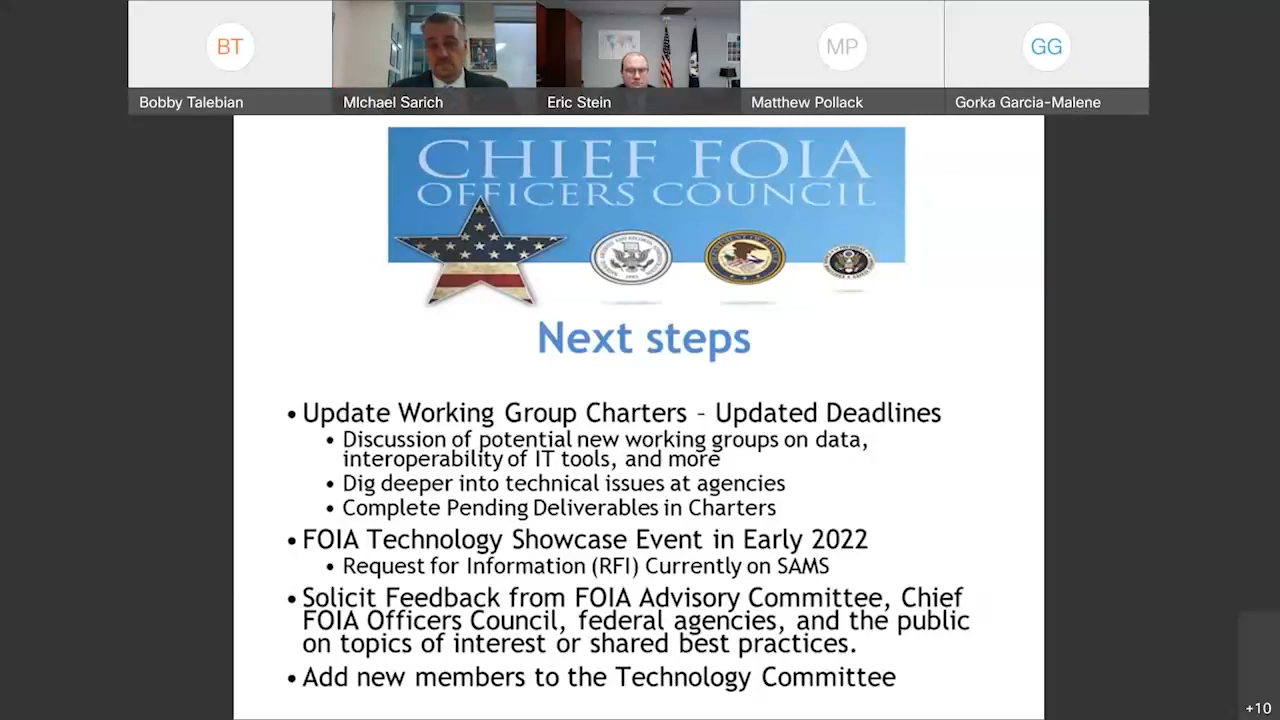 BT
MP
GG
Bobby Talebian
MIchael Sarich
Eric Stein
Matthew Pollack
Gorka Garcia-Malene
CHIEF FOIA
OFFICERS COUNCIL
Next steps
• Update Working Group Charters – Updated Deadlines
• Discussion of potential new working groups on data,
interoperability of IT tools, and more
• Dig deeper into technical issues at agencies
• Complete Pending Deliverables in Charters
• FOIA Technology Showcase Event in Early 2022
• Request for Information (RFI) Currently on SAMS
• Solicit Feedback from FOIA Advisory Committee, Chief
FOIA Officers Council, federal agencies, and the public
on topics of interest or shared best practices.
• Add new members to the Technology Committee
+10